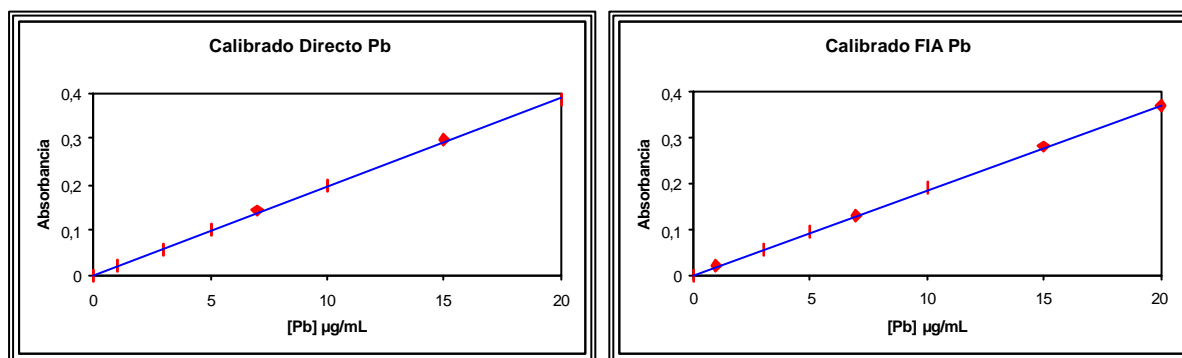 Calibrado Directo Pb
0,4
0,3
0,2
0,1
0
Absorbancia
0 5 10 15 20
[Pb] µg/mL
Calibrado FIA Pb
0,4
0,3
0,2
0,1
0
Absorbancia
0 5 10 15 20
[Pb] µg/mL